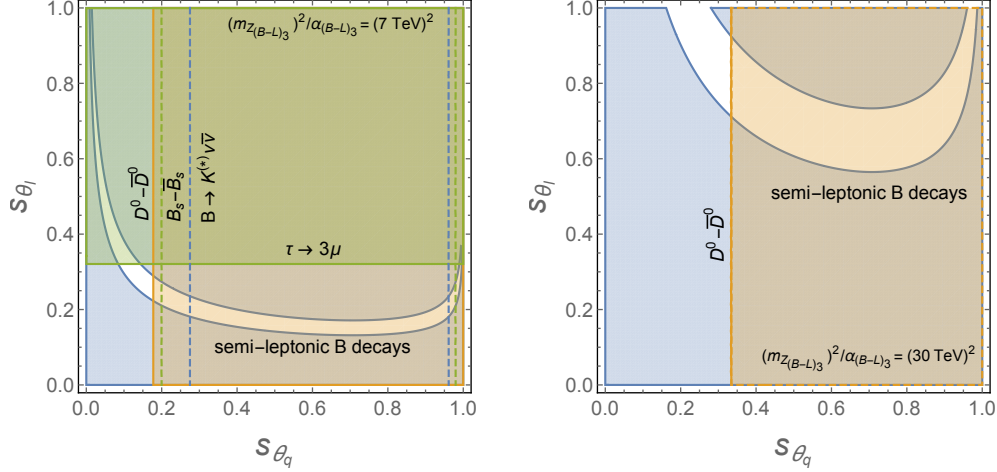 (m_{Z_{(B−L)_3}})^2/α_{(B−L)_3} = (7 TeV)^2
D^0−D̅^0
B_s−B̅_s
B → K^{(*)} ν̅ν̅
τ → 3μ
semi−leptonic B decays
s_{θ_l}
1.0
0.8
0.6
0.4
0.2
0.0
0.0 0.2 0.4 0.6 0.8 1.0
s_{θ_q}
semi−leptonic B decays
D^0−D̅^0
(m_{Z_{(B−L)_3}})^2/α_{(B−L)_3} = (30 TeV)^2
s_{θ_l}
1.0
0.8
0.6
0.4
0.2
0.0
0.0 0.2 0.4 0.6 0.8 1.0
s_{θ_q}